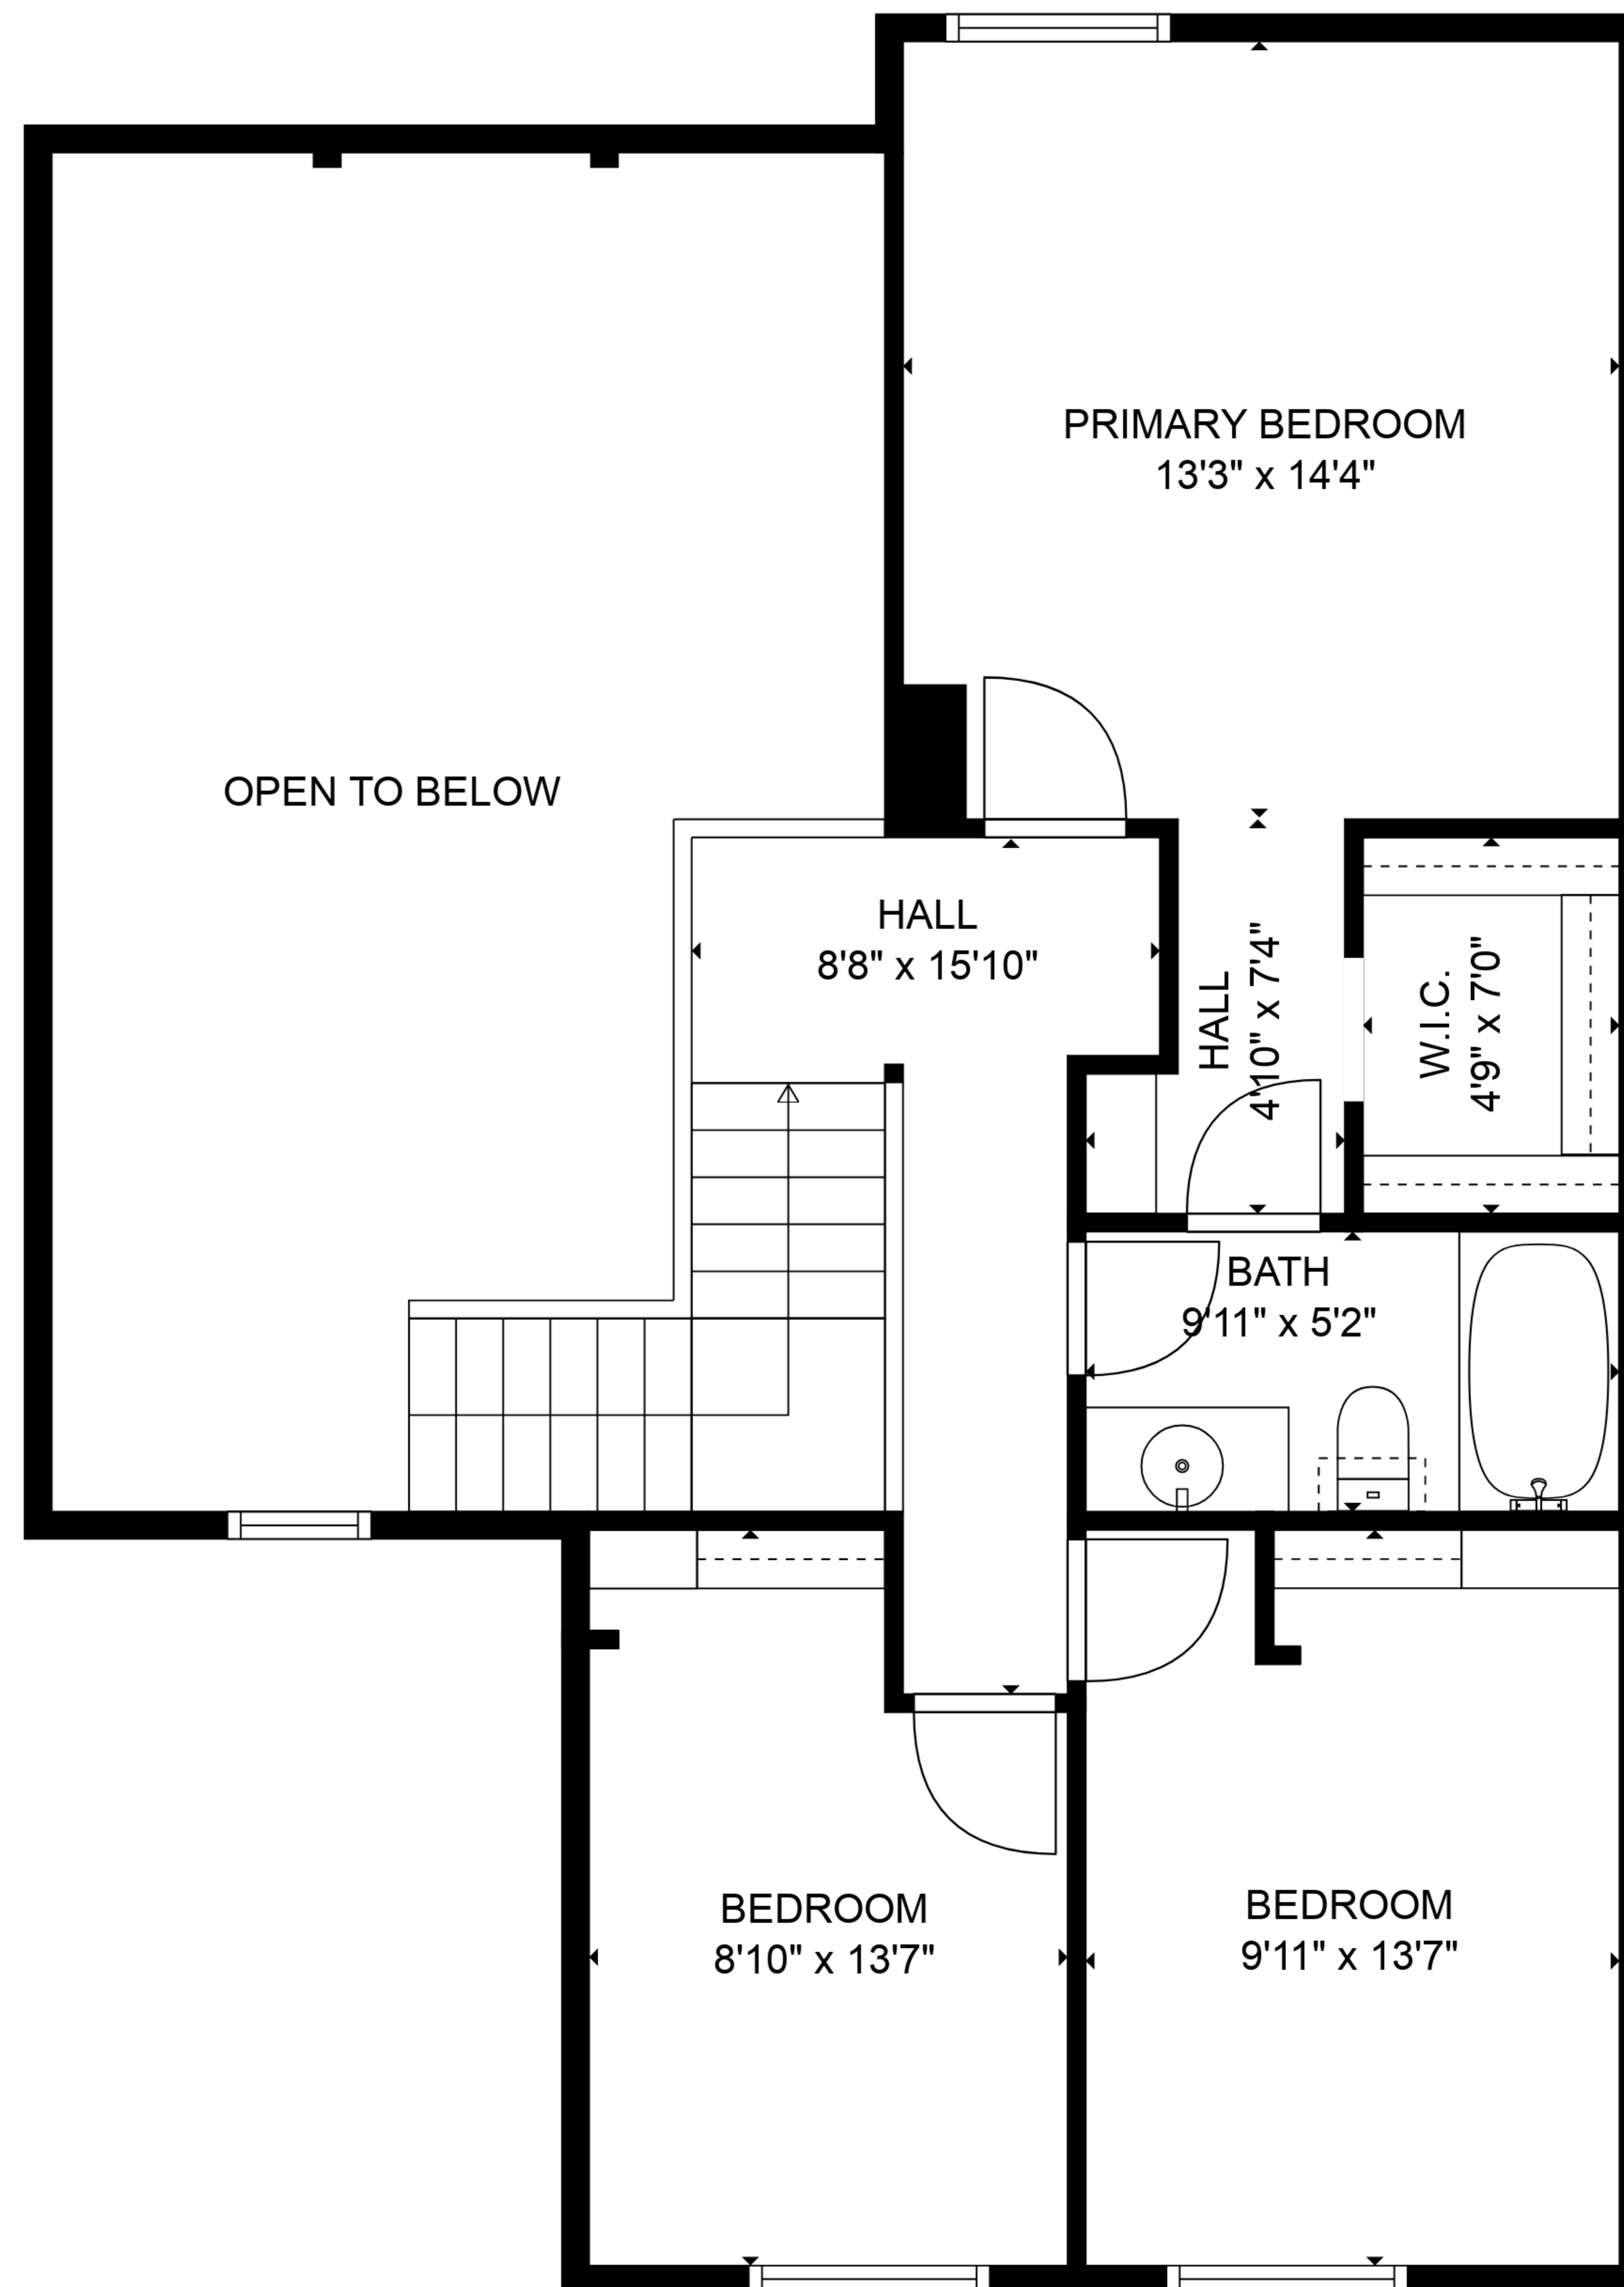 PRIMARY BEDROOM
13'3" x 14'4"
OPEN TO BELOW
HALL
8'8" x 15'10"
HALL
4'10" x 7'4"
W.I.C.
4'9" x 7'0"
BATH
9'11" x 5'2"
BEDROOM
8'10" x 13'7"
BEDROOM
9'11" x 13'7"